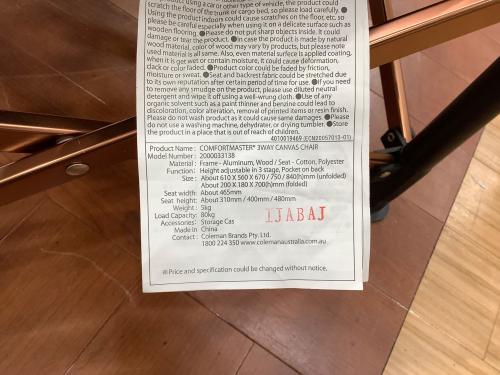 product using a car or other type of vehicle, the product could
scratch the floor of the trunk or cargo bed, so please load carefully. ●
Using the product indoor could cause scratches on the floor, etc. so
please be careful especially when using it on a delicate surface such as
wooden flooring. ●Please do not put sharp objects inside. It could
damage or tear the product. ●In case the product is made by natural
wood material, color of wood may vary by products, but please note
used material is all same. Also, even material surface is applied coating,
when it is get wet or contain moisture, it could cause deformation,
clack or color faded. ●Product color could be faded by friction,
moisture or sweat. ●Seat and backrest fabric could be stretched due
to its own reputation after certain period of time for use. ●If you need
to remove any smudge on the product, please use diluted neutral
detergent and wipe it off using a well-wrung cloth. ●Use of any
organic solvent such as a paint thinner and benzine could lead to
discoloration, color alteration, removal of printed items or resin finish.
Please do not wash product as it could cause same damages. ●Please
do not use a washing machine, dehydrator, or drying tumbler. ●Store
the product in a place that is out of reach of children.
4010019469 (ECN20057013-01)
Product Name : COMFORTMASTER® 3WAY CANVAS CHAIR
Model Number : 2000033138
Material : Frame - Aluminum, Wood / Seat - Cotton, Polyester
Function: Height adjustable in 3 stage, Pocket on back
Size : About 610 X 560 X 670 / 750 / 840(h)mm (unfolded)
About 200 X 180 X 700(h)mm (folded)
Seat width: About 465mm
Seat height: About 310mm / 400mm / 480mm
Weight : 5kg
Load Capacity: 80kg
Accessories: Storage Cas
Made in China
Contact : Coleman Brands Pty. Ltd.
1800 224 350 www.colemanaustralia.com.au
IJABAJ
※Price and specification could be changed without notice.